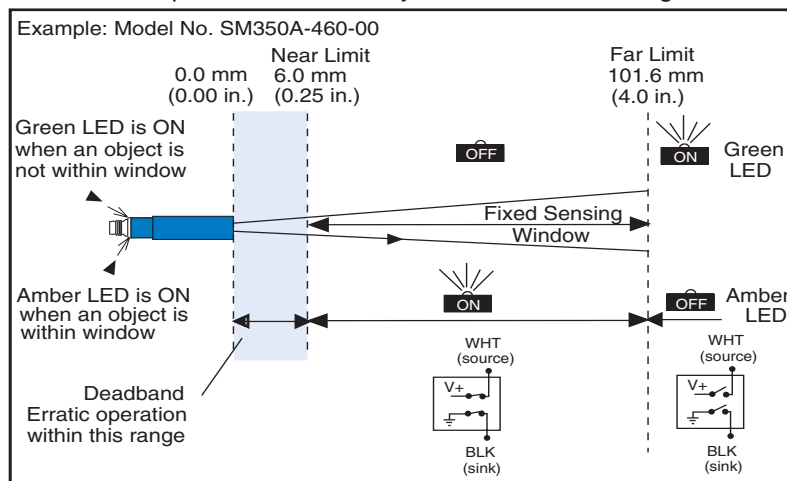 Example: Model No. SM350A-460-00
0.0 mm
(0.00 in.)
Near Limit
6.0 mm
(0.25 in.)
Far Limit
101.6 mm
(4.0 in.)
Green LED is ON
when an object is
not within window
OFF
ON
Green
LED
Fixed Sensing
Window
Amber LED is ON
when an object is
within window
ON
OFF
Amber
LED
Deadband
Erratic operation
within this range
WHT
(source)
V+
BLK
(sink)
WHT
(source)
V+
BLK
(sink)